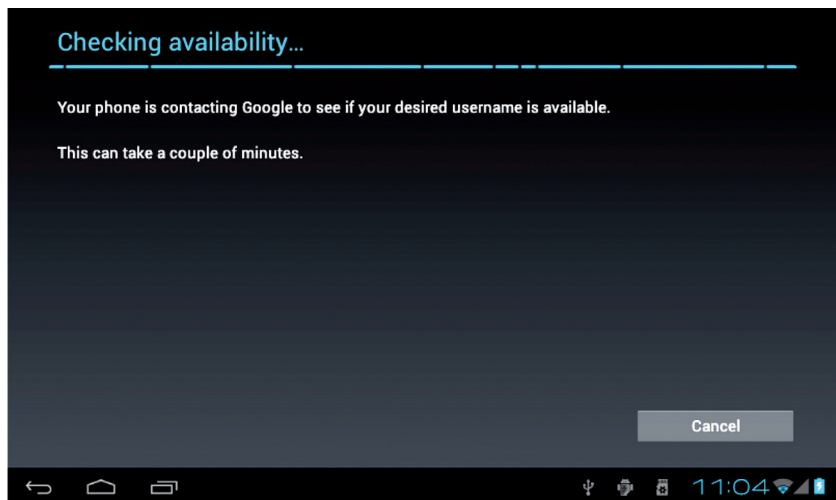 Checking availability...
Your phone is contacting Google to see if your desired username is available.
This can take a couple of minutes.
Cancel
11:04